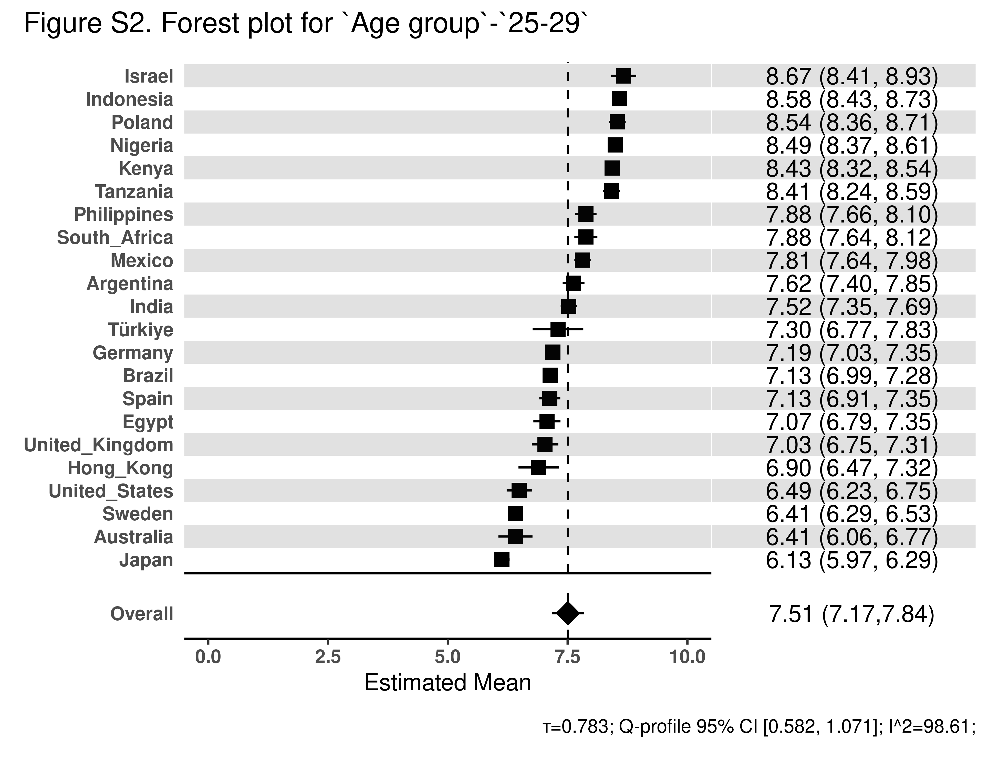 Figure S2. Forest plot for `Age group`-`25-29`
Israel 8.67 (8.41, 8.93)
Indonesia 8.58 (8.43, 8.73)
Poland 8.54 (8.36, 8.71)
Nigeria 8.49 (8.37, 8.61)
Kenya 8.43 (8.32, 8.54)
Tanzania 8.41 (8.24, 8.59)
Philippines 7.88 (7.66, 8.10)
South_Africa 7.88 (7.64, 8.12)
Mexico 7.81 (7.64, 7.98)
Argentina 7.62 (7.40, 7.85)
India 7.52 (7.35, 7.69)
Türkiye 7.30 (6.77, 7.83)
Germany 7.19 (7.03, 7.35)
Brazil 7.13 (6.99, 7.28)
Spain 7.13 (6.91, 7.35)
Egypt 7.07 (6.79, 7.35)
United_Kingdom 7.03 (6.75, 7.31)
Hong_Kong 6.90 (6.47, 7.32)
United_States 6.49 (6.23, 6.75)
Sweden 6.41 (6.29, 6.53)
Australia 6.41 (6.06, 6.77)
Japan 6.13 (5.97, 6.29)
Overall 7.51 (7.17,7.84)
0.0 2.5 5.0 7.5 10.0
Estimated Mean
τ=0.783; Q-profile 95% CI [0.582, 1.071]; I^2=98.61;